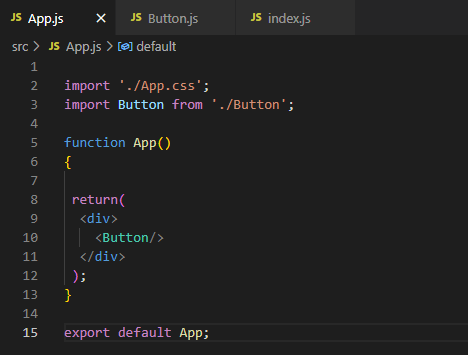 JS App.js × JS Button.js JS index.js
src > JS App.js > default
1
2 import './App.css';
3 import Button from './Button';
4
5 function App()
6 {
7
8 return(
9 <div>
10 <Button/>
11 </div>
12 );
13 }
14
15 export default App;